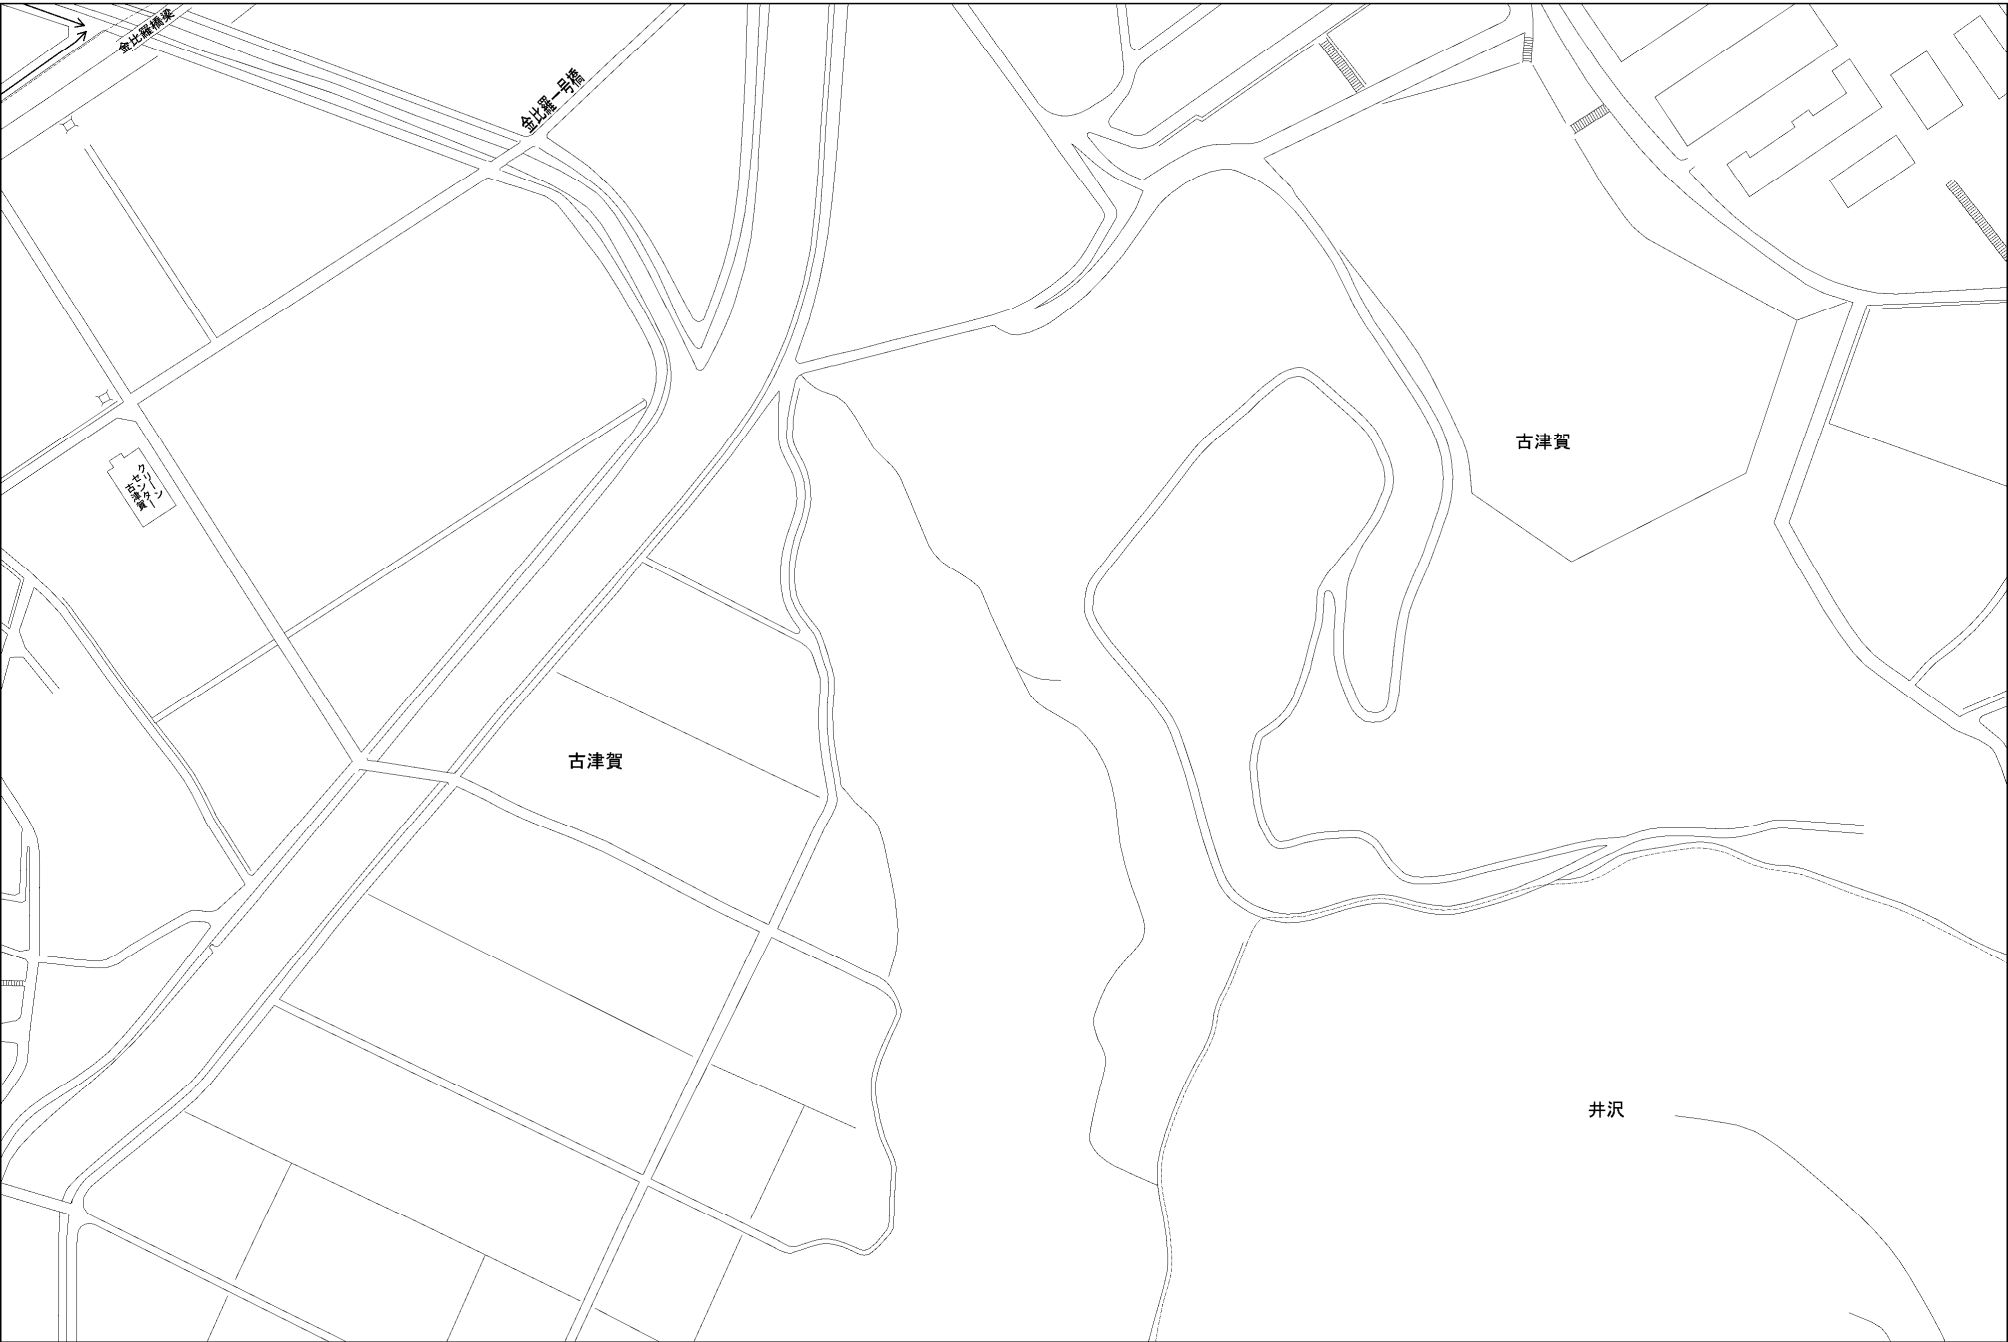 金比羅橋梁
金比羅一号橋
古津賀
クリーン
センター
古津賀
古津賀
井沢